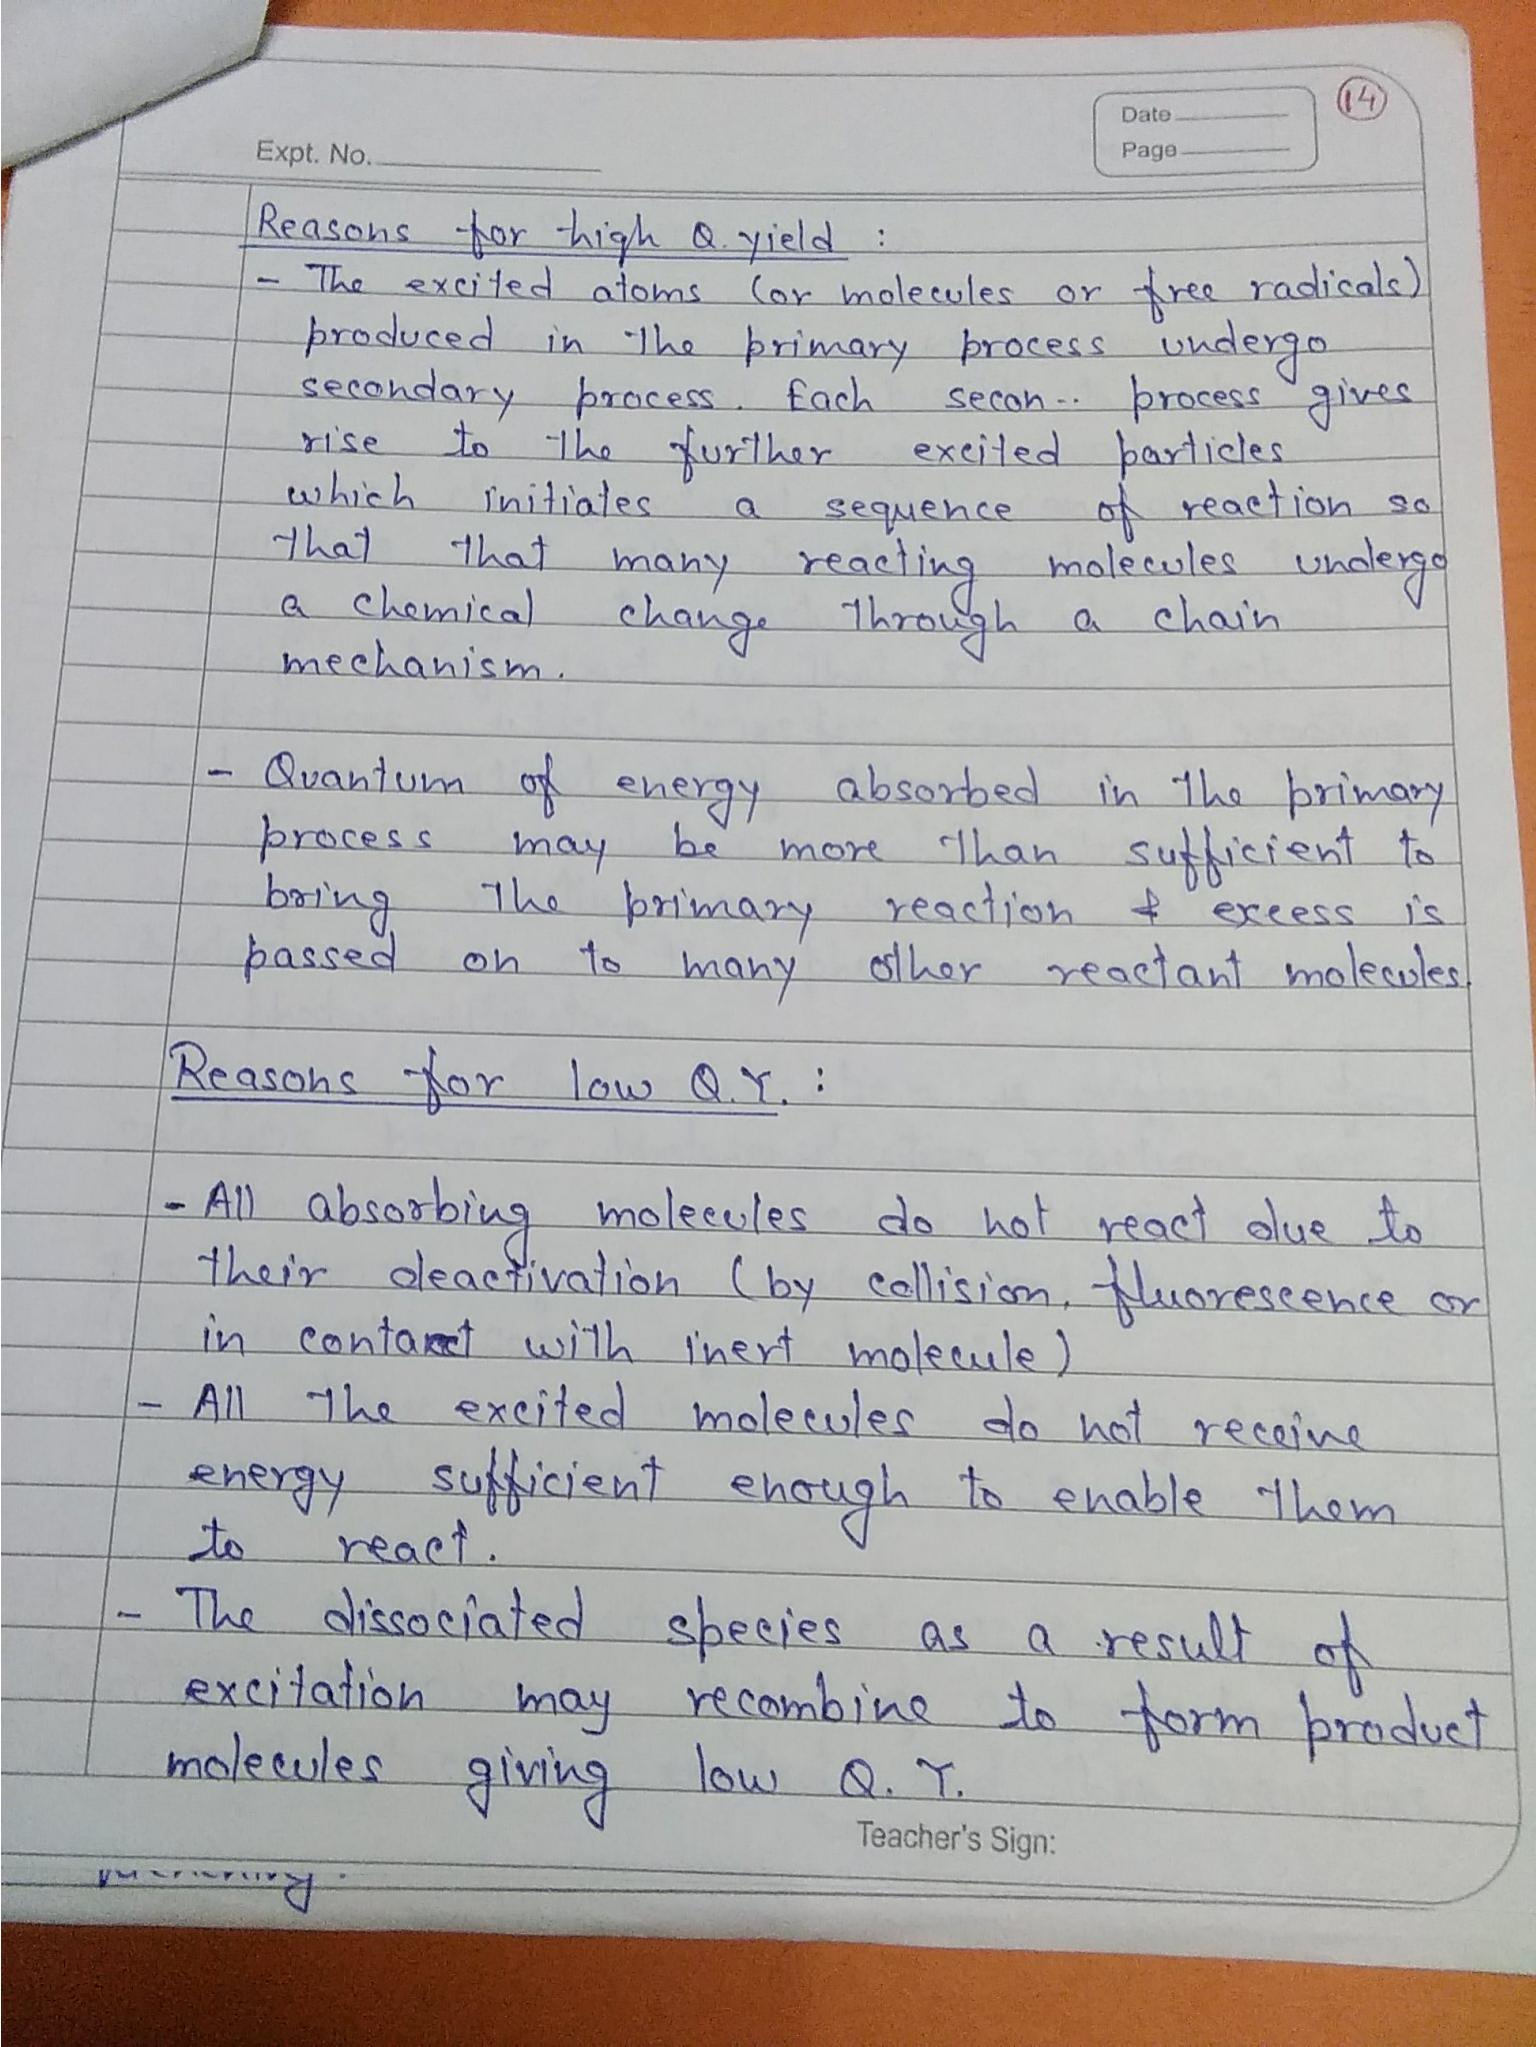 14
Date
Page
Expt. No.
Reasons for high Q. yield :
- The excited atoms (or molecules or free radicals)
produced in the primary process undergo
secondary process. Each secon.. process gives
rise to the further excited particles
which initiates a sequence of reaction so
that that many reacting molecules undergo
a chemical change through a chain
mechanism.
- Quantum of energy absorbed in the primary
process may be more than sufficient to
bring the primary reaction & excess is
passed on to many other reactant molecules.
Reasons for low Q.Y. :
- All absorbing molecules do not react due to
their deactivation (by collision, fluorescence or
in contact with inert molecule)
- All the excited molecules do not receive
energy sufficient enough to enable them
to react.
- The dissociated species as a result of
excitation may recombine to form product
molecules giving low Q. Y.
Teacher's Sign: